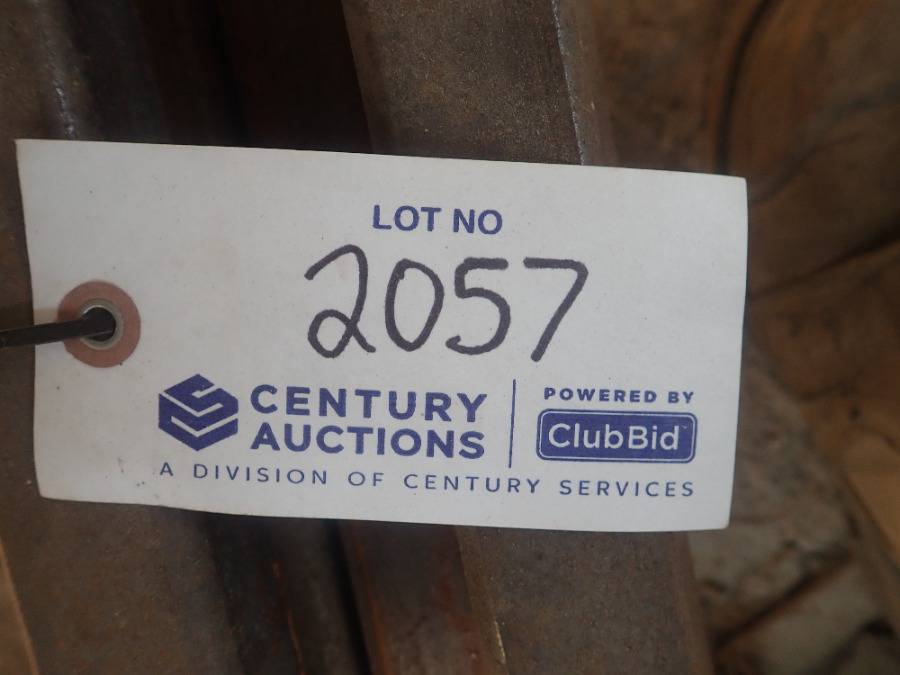 LOT NO
2057
CENTURY
AUCTIONS
POWERED BY
ClubBid
A DIVISION OF CENTURY SERVICES